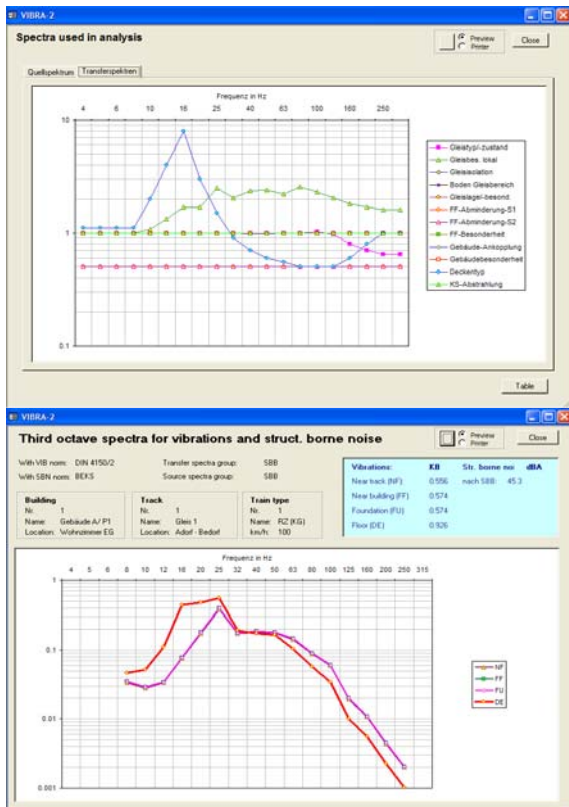 VIBRA-2
Spectra used in analysis
Preview
Printer
Close
Quellspektrum Transferspektren
Frequenz in Hz
4 6 10 16 25 40 63 100 160 250
10
1
0.1
Gleistyp/-zustand
Gleisbes. lokal
Gleisisolation
Boden Gleisbereich
Gleislage/-besond.
FF-Abminderung-S1
FF-Abminderung-S2
FF-Besonderheit
Gebäude-Ankopplung
Gebäudebesonderheit
Deckentyp
KS-Abstrahlung
Table
VIBRA-2
Third octave spectra for vibrations and struct. borne noise
Preview
Printer
Close
With VIB norm: DIN 4150/2 Transfer spectra group: SBB
With SBN norm: BEKS Source spectra group: SBB
Vibrations: KB Str. borne noi dBA
Near track (NF) 0.556 nach SBB: 45.3
Near building (FF) 0.574
Foundation (FU) 0.574
Floor (DE) 0.926
Building
Nr. 1
Name: Gebäude A/ P1
Location: Wohnzimmer EG
Track
Nr. 1
Name: Gleis 1
Location: Adorf - Bedorf
Train type
Nr. 1
Name: RZ (KG)
km/h: 100
Frequenz in Hz
4 5 6 8 10 12 16 20 25 32 40 50 63 80 100 125 160 200 250 315
1
0.1
0.01
0.001
NF
FF
FU
DE